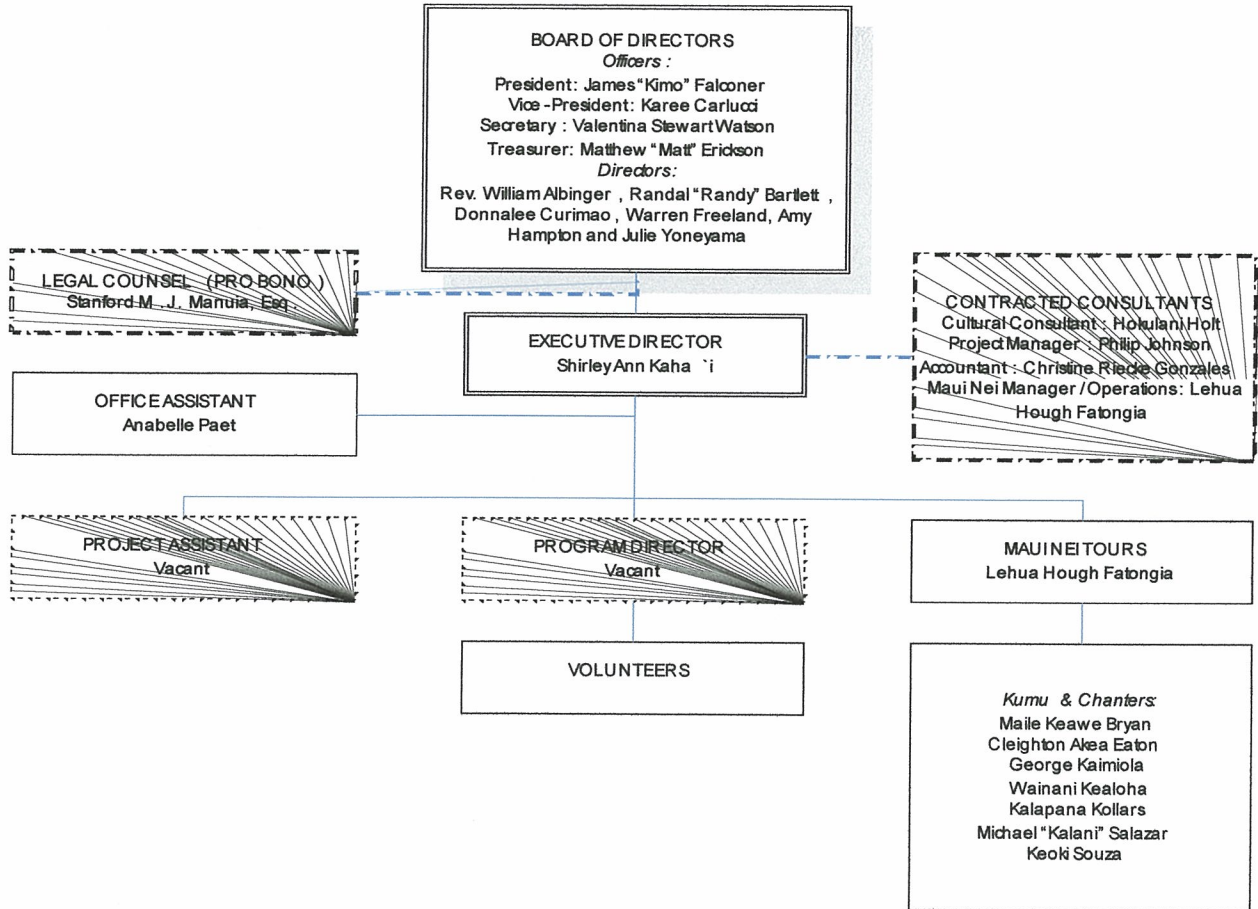 BOARD OF DIRECTORS
Officers :
President: James “Kimo” Falconer
Vice-President: Karee Carlucci
Secretary : Valentina Stewart Watson
Treasurer: Matthew “Matt” Erickson
Directors:
Rev. William Albinger , Randal “Randy” Bartlett ,
Donnalee Curimao , Warren Freeland, Amy
Hampton and Julie Yoneyama
LEGAL COUNSEL (PRO BONO )
Stanford M . J. Manuia, Esq .
EXECUTIVE DIRECTOR
Shirley Ann Kaha `i
CONTRACTED CONSULTANTS
Cultural Consultant : Hokulani Holt
Project Manager : Philip Johnson
Accountant : Christine Riecke Gonzales
Maui Nei Manager / Operations: Lehua
Hough Fatongia
OFFICE ASSISTANT
Anabelle Paet
PROJECT ASSISTANT
Vacant
PROGRAM DIRECTOR
Vacant
MAUI NEI TOURS
Lehua Hough Fatongia
VOLUNTEERS
Kumu & Chanters:
Maile Keawe Bryan
Cleighton Akea Eaton
George Kaimiola
Wainani Kealoha
Kalapana Kollars
Michael “Kalani” Salazar
Keoki Souza